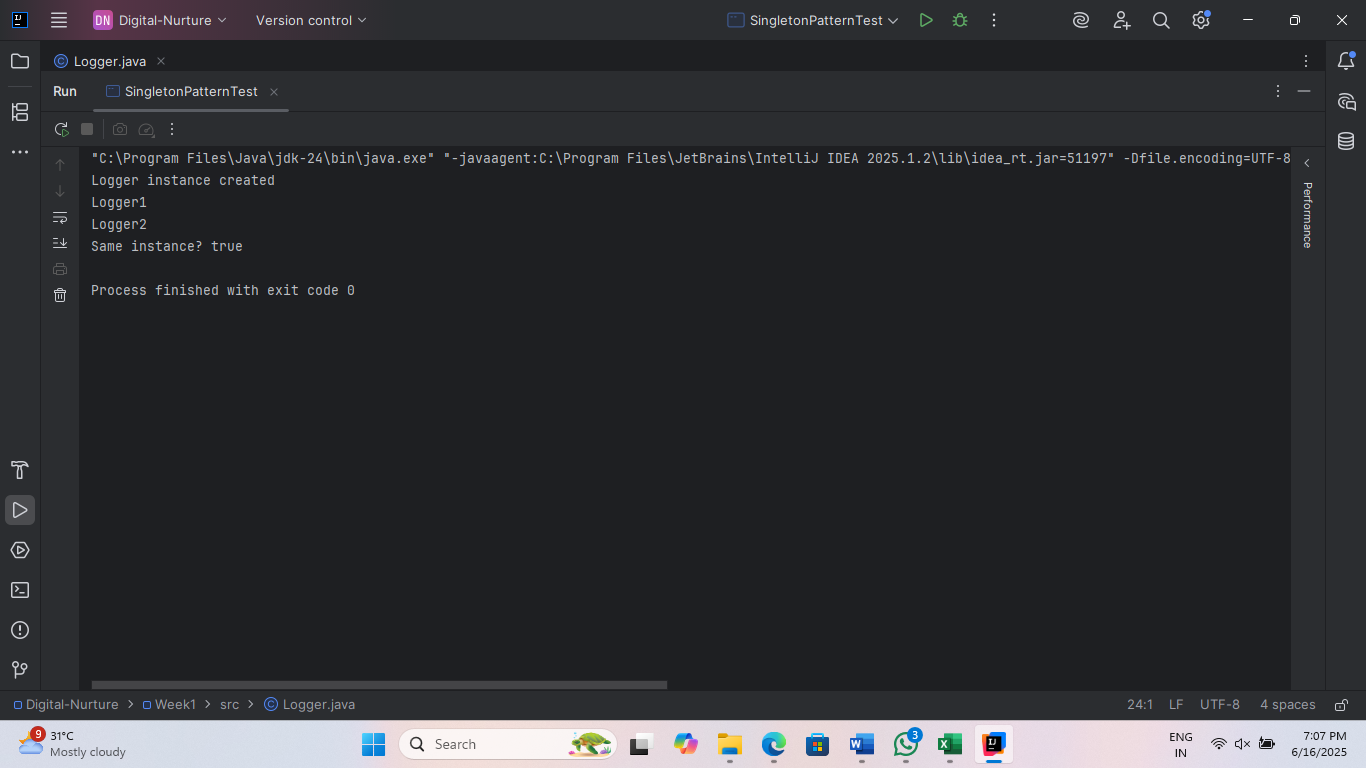 DN Digital-Nurture Version control SingletonPatternTest
Logger.java
Run SingletonPatternTest
"C:\Program Files\Java\jdk-24\bin\java.exe" "-javaagent:C:\Program Files\JetBrains\IntelliJ IDEA 2025.1.2\lib\idea_rt.jar=51197" -Dfile.encoding=UTF-8
Logger instance created
Logger1
Logger2
Same instance? true
Process finished with exit code 0
Performance
Digital-Nurture > Week1 > src > Logger.java 24:1 LF UTF-8 4 spaces
9
31°C
Mostly cloudy
Search
3
ENG
IN
7:07 PM
6/16/2025